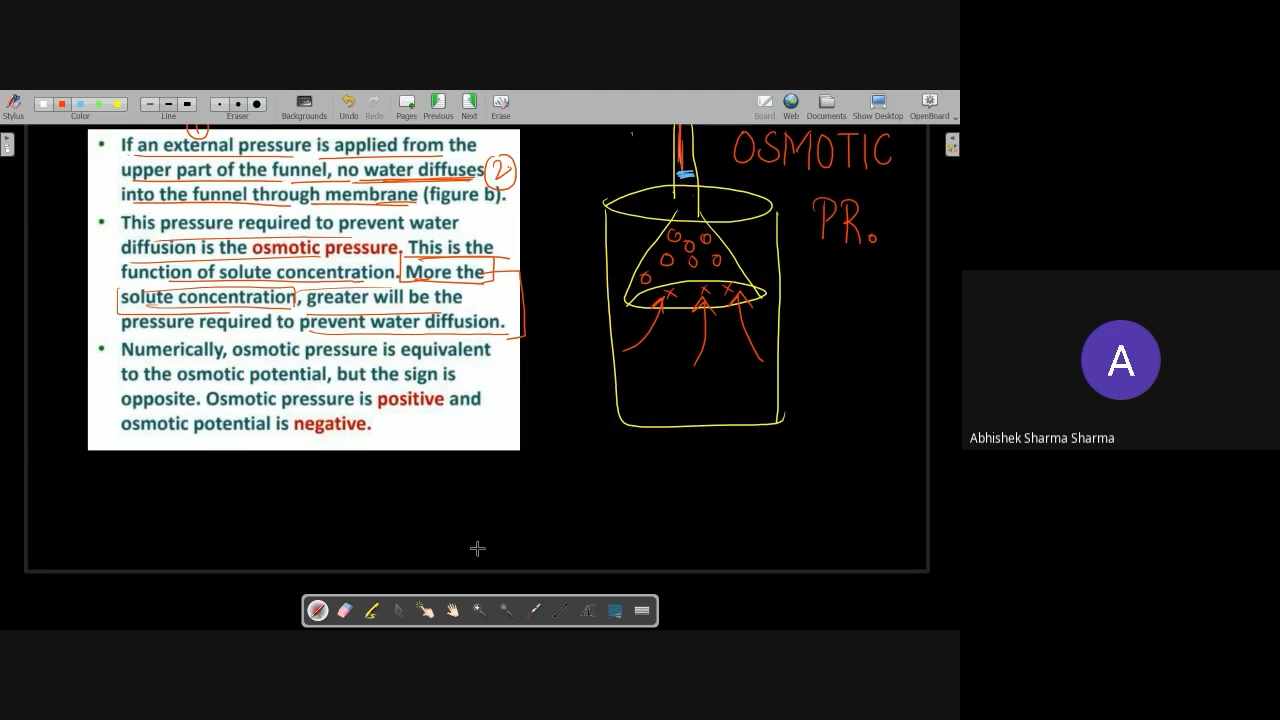 Stylus
Color
Line
Eraser
Backgrounds
Undo
Redo
Pages
Previous
Next
Erase
Board
Web
Documents
Show Desktop
OpenBoard
1
• If an external pressure is applied from the
upper part of the funnel, no water diffuses
2
into the funnel through membrane (figure b).
• This pressure required to prevent water
diffusion is the osmotic pressure. This is the
function of solute concentration. More the
solute concentration, greater will be the
pressure required to prevent water diffusion.
• Numerically, osmotic pressure is equivalent
to the osmotic potential, but the sign is
opposite. Osmotic pressure is positive and
osmotic potential is negative.
OSMOTIC
PR.
A
Abhishek Sharma Sharma